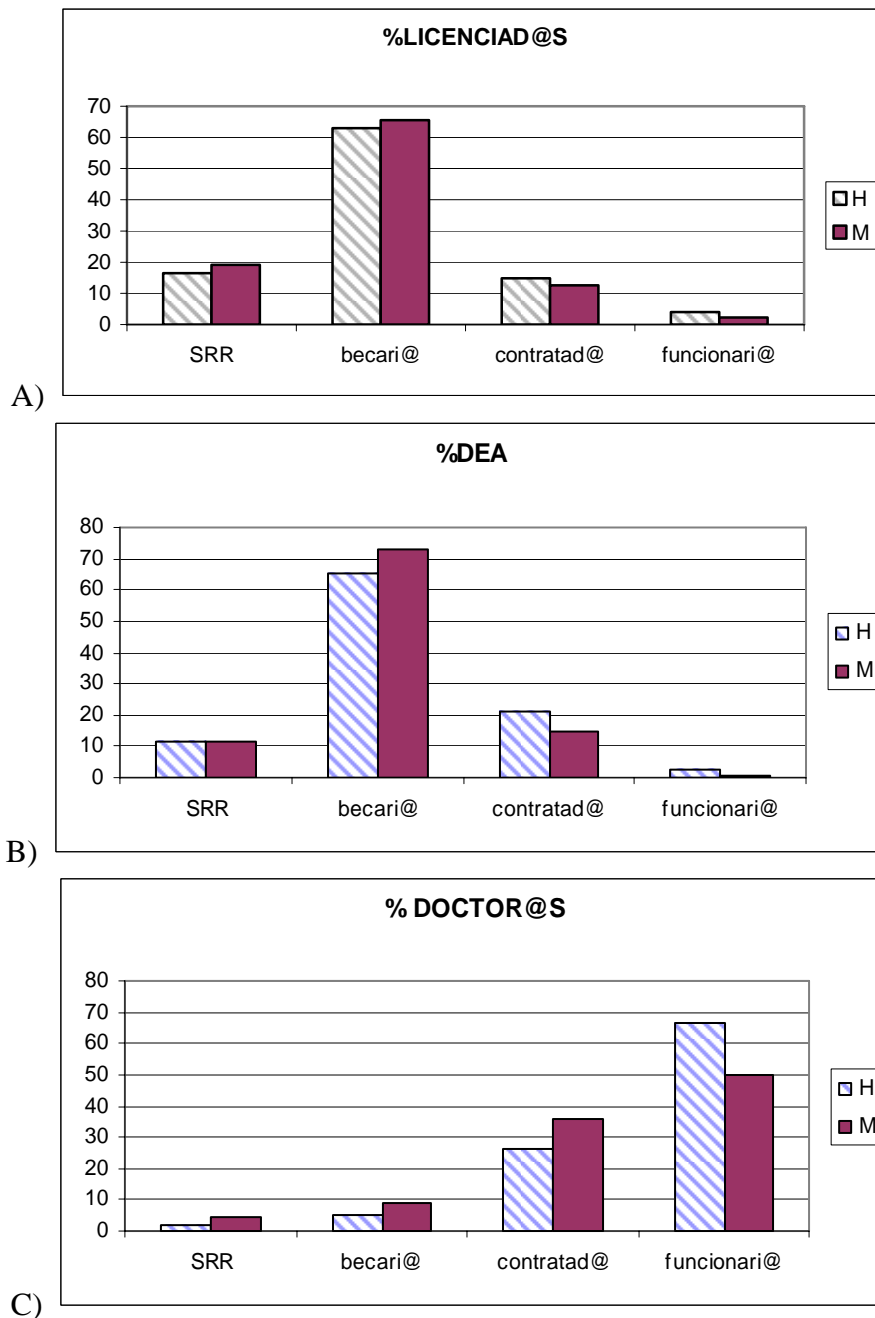 %LICENCIAD@S
70
60
50
40
30
20
10
0
SRR becari@ contratad@ funcionari@
H
M
A)
%DEA
80
70
60
50
40
30
20
10
0
SRR becari@ contratad@ funcionari@
H
M
B)
% DOCTOR@S
80
70
60
50
40
30
20
10
0
SRR becari@ contratad@ funcionari@
H
M
C)